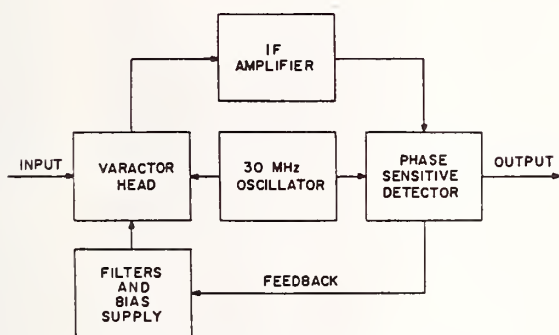 IF
AMPLIFIER
INPUT
VARACTOR
HEAD
30 MHz
OSCILLATOR
PHASE
SENSITIVE
DETECTOR
OUTPUT
FILTERS
AND
BIAS
SUPPLY
FEEDBACK